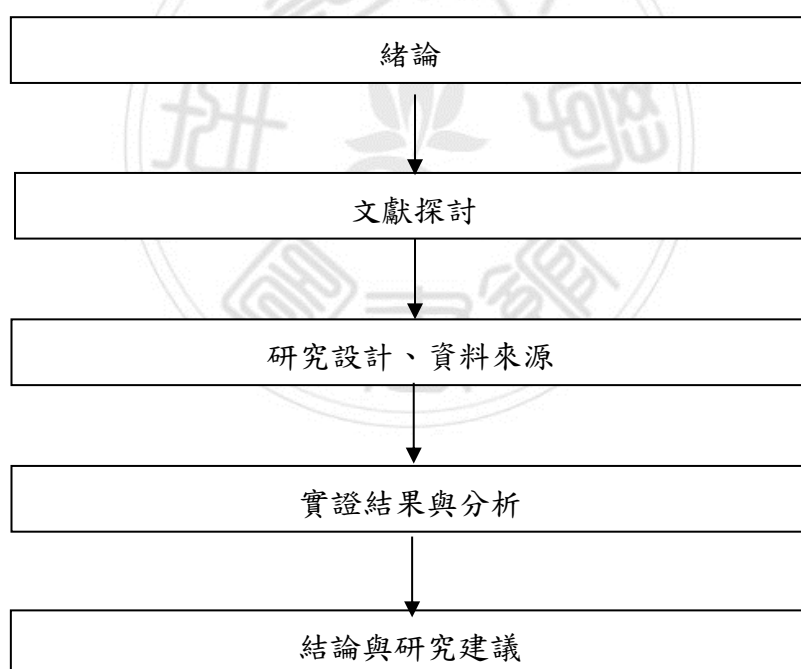 緒論
文獻探討
研究設計、資料來源
實證結果與分析
結論與研究建議